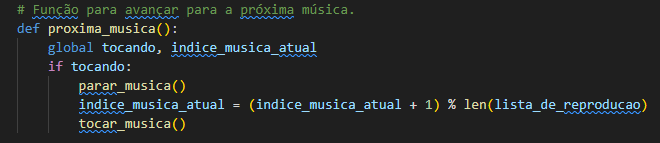 # Função para avançar para a próxima música.
def proxima_musica():
    global tocando, indice_musica_atual
    if tocando:
        parar_musica()
        indice_musica_atual = (indice_musica_atual + 1) % len(lista_de_reproducao)
        tocar_musica()